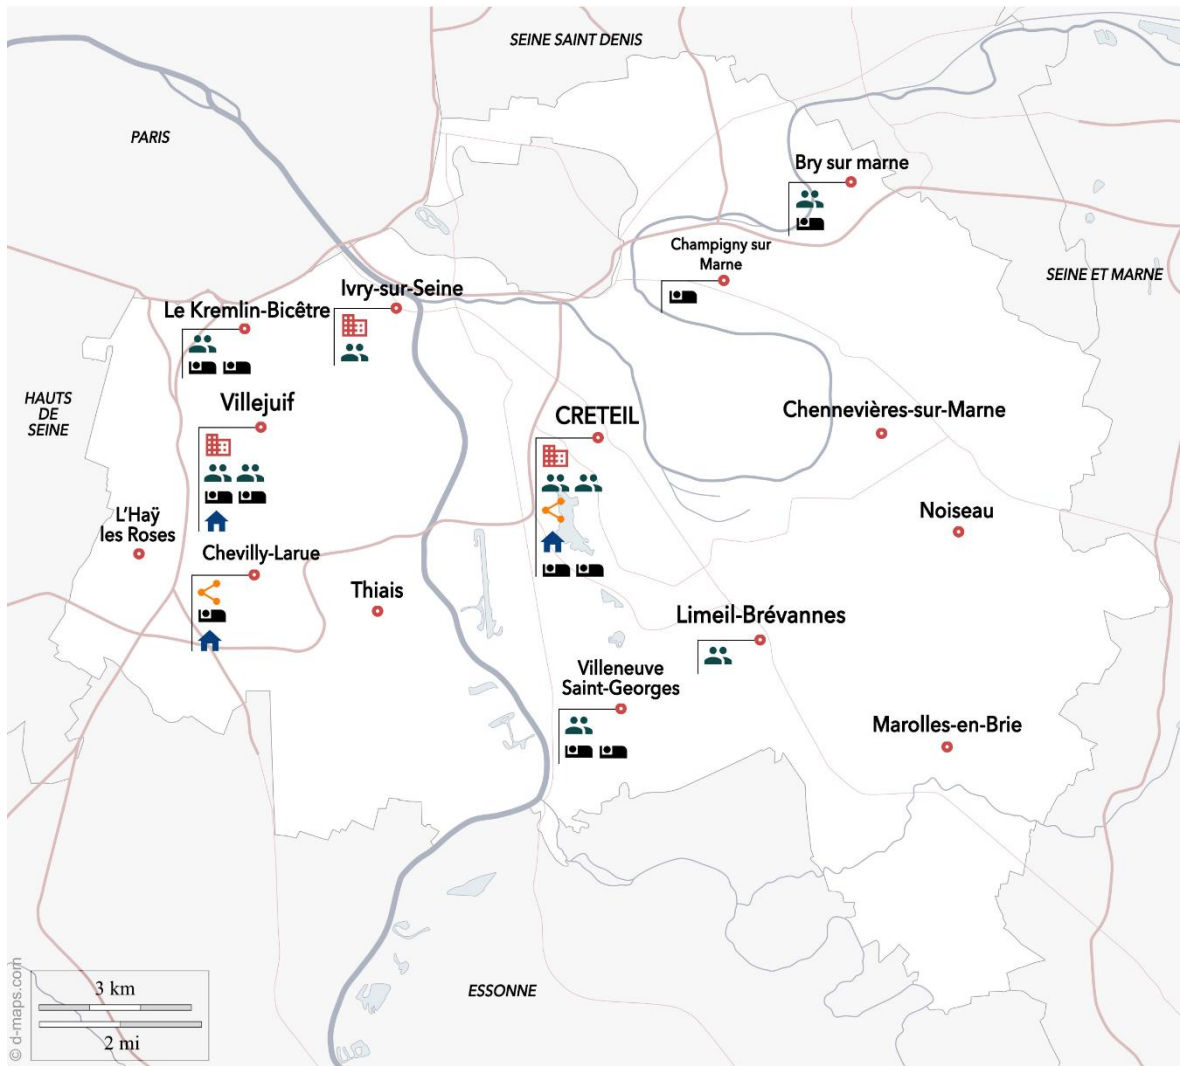 SEINE SAINT DENIS
PARIS
Bry sur marne
Champigny sur
Marne
SEINE ET MARNE
Ivry-sur-Seine
Le Kremlin-Bicêtre
HAUTS
DE
SEINE
Villejuif
CRETEIL
Chennevières-sur-Marne
L'Haÿ
les Roses
Noiseau
Chevilly-Larue
Thiais
Limeil-Brévannes
Villeneuve
Saint-Georges
Marolles-en-Brie
ESSONNE
3 km
2 mi
© d-maps.com